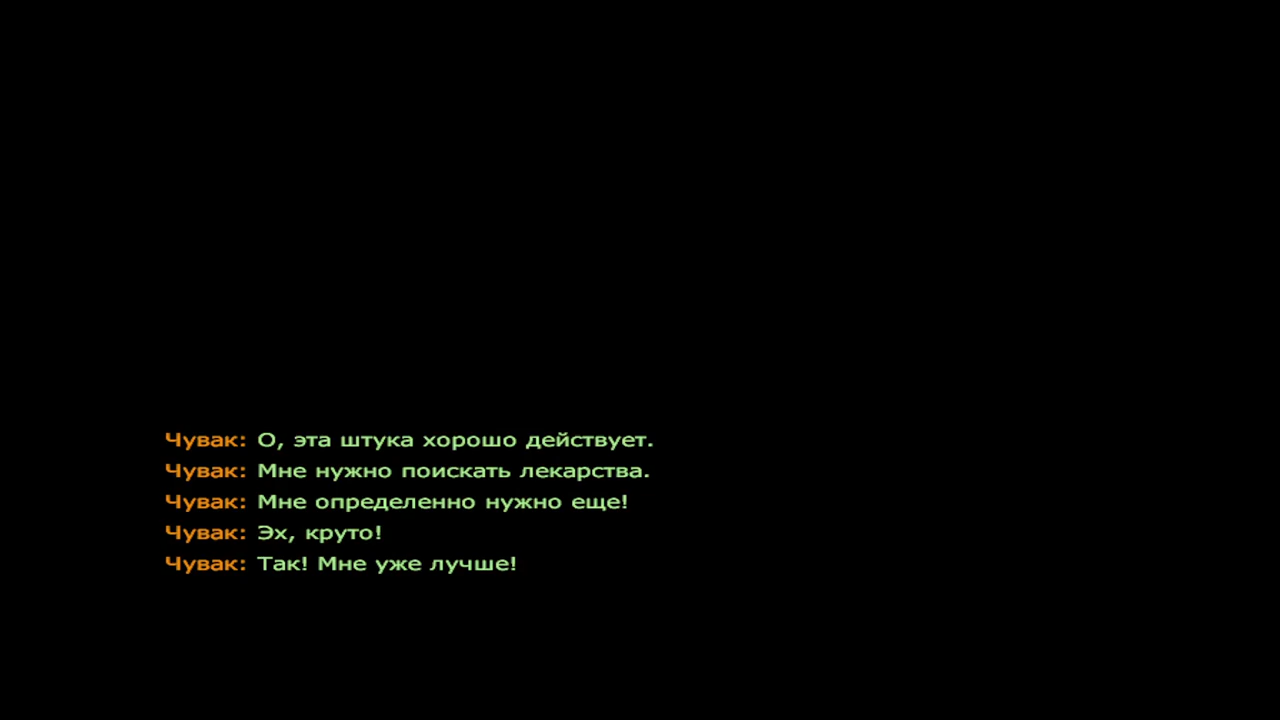 Чувак: О, эта штука хорошо действует.
Чувак: Мне нужно поискать лекарства.
Чувак: Мне определенно нужно еще!
Чувак: Эх, круто!
Чувак: Так! Мне уже лучше!